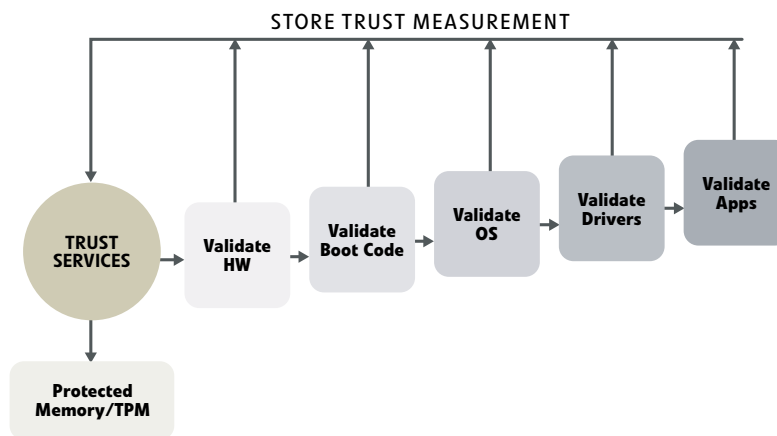 STORE TRUST MEASUREMENT
TRUST
SERVICES
Validate
HW
Validate
Boot Code
Validate
OS
Validate
Drivers
Validate
Apps
Protected
Memory/TPM